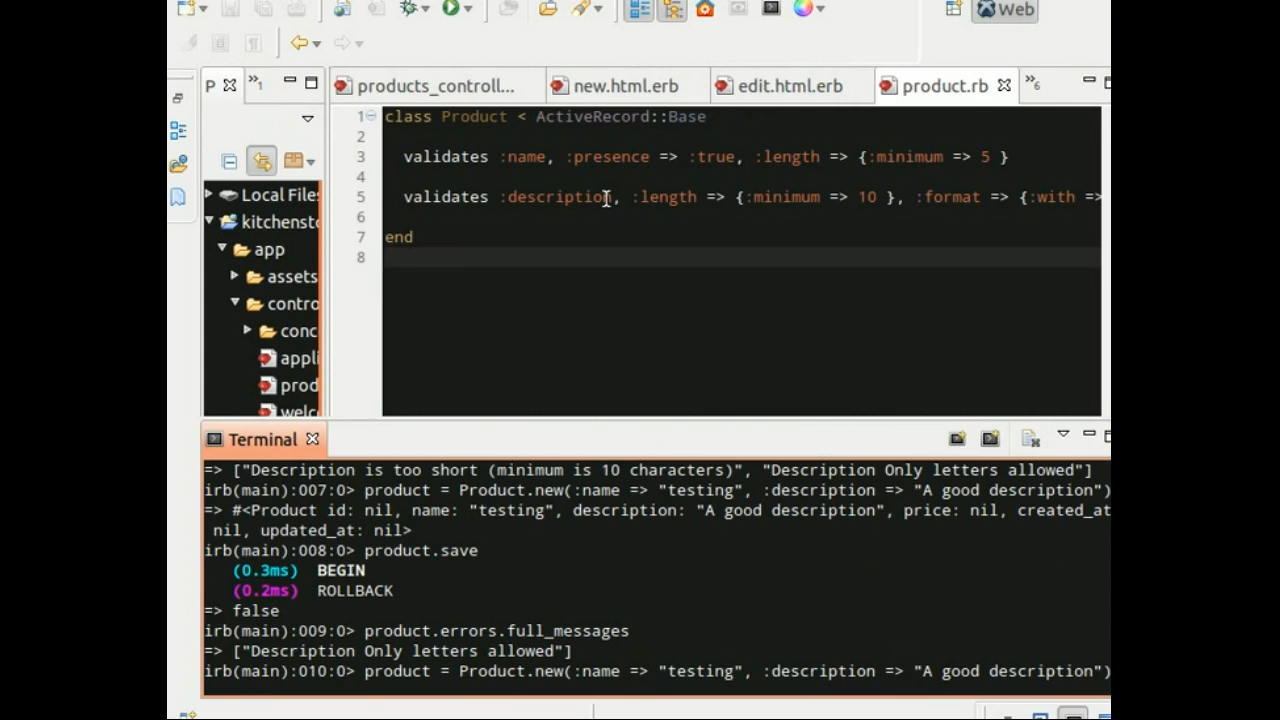 Web
P
»1
products_controll...
new.html.erb
edit.html.erb
product.rb
»6
Local File
kitchenst
app
assets
contro
conc
appli
prod
welc
1 class Product < ActiveRecord::Base
2
3 validates :name, :presence => :true, :length => {:minimum => 5 }
4
5 validates :description, :length => {:minimum => 10 }, :format => {:with =>
6
7 end
8
Terminal
=> ["Description is too short (minimum is 10 characters)", "Description Only letters allowed"]
irb(main):007:0> product = Product.new(:name => "testing", :description => "A good description")
=> #<Product id: nil, name: "testing", description: "A good description", price: nil, created_at
nil, updated_at: nil>
irb(main):008:0> product.save
(0.3ms) BEGIN
(0.2ms) ROLLBACK
=> false
irb(main):009:0> product.errors.full_messages
=> ["Description Only letters allowed"]
irb(main):010:0> product = Product.new(:name => "testing", :description => "A good description")